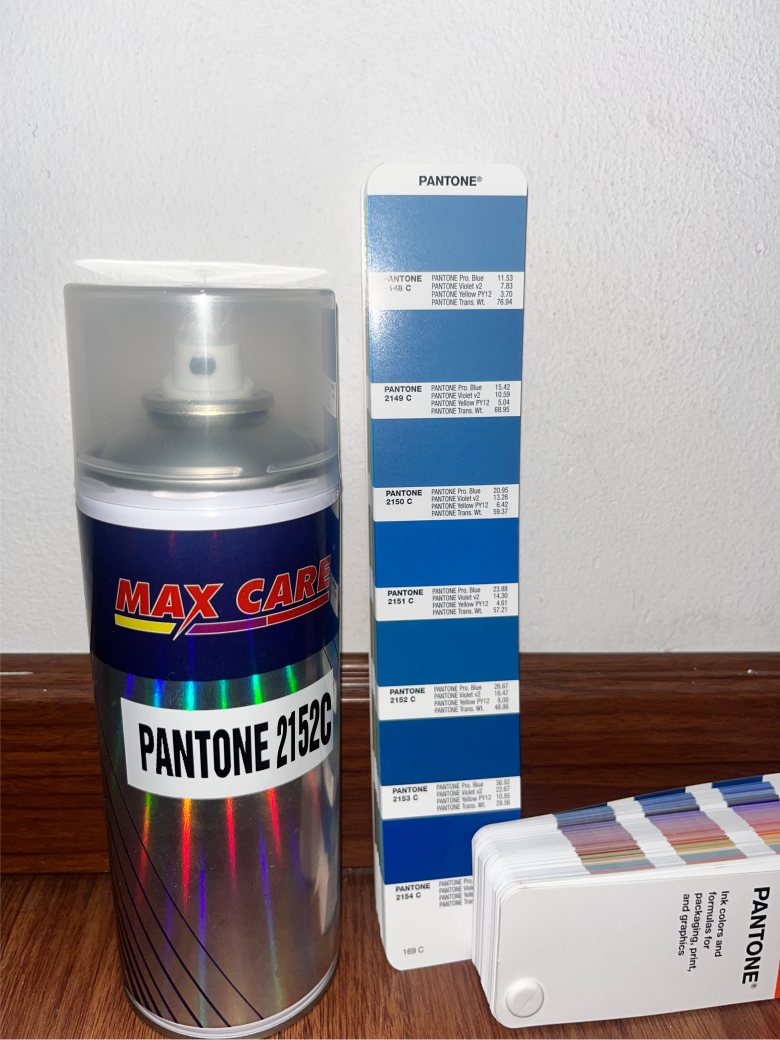 MAX CARE
PANTONE 2152C
PANTONE®
PANTONE
2148 C
PANTONE Pro. Blue 11.53
PANTONE Violet v2 7.83
PANTONE Yellow PY12 3.70
PANTONE Trans. Wt. 76.94
PANTONE
2149 C
PANTONE Pro. Blue 15.42
PANTONE Violet v2 10.59
PANTONE Yellow PY12 5.04
PANTONE Trans. Wt. 68.95
PANTONE
2150 C
PANTONE Pro. Blue 20.95
PANTONE Violet v2 13.26
PANTONE Yellow PY12 6.42
PANTONE Trans. Wt. 59.37
PANTONE
2151 C
PANTONE Pro. Blue 23.88
PANTONE Violet v2 14.30
PANTONE Yellow PY12 4.61
PANTONE Trans. Wt. 57.21
PANTONE
2152 C
PANTONE Pro. Blue 26.67
PANTONE Violet v2 16.47
PANTONE Yellow PY12
PANTONE Trans. Wt.
PANTONE
2153 C
PANTONE Pro. Blue 36.92
PANTONE Violet v2 22.67
PANTONE Yellow PY12
PANTONE Trans. Wt.
PANTONE
2154 C
169 C
PANTONE®
Ink colors and
formulas for
packaging, print,
and graphics